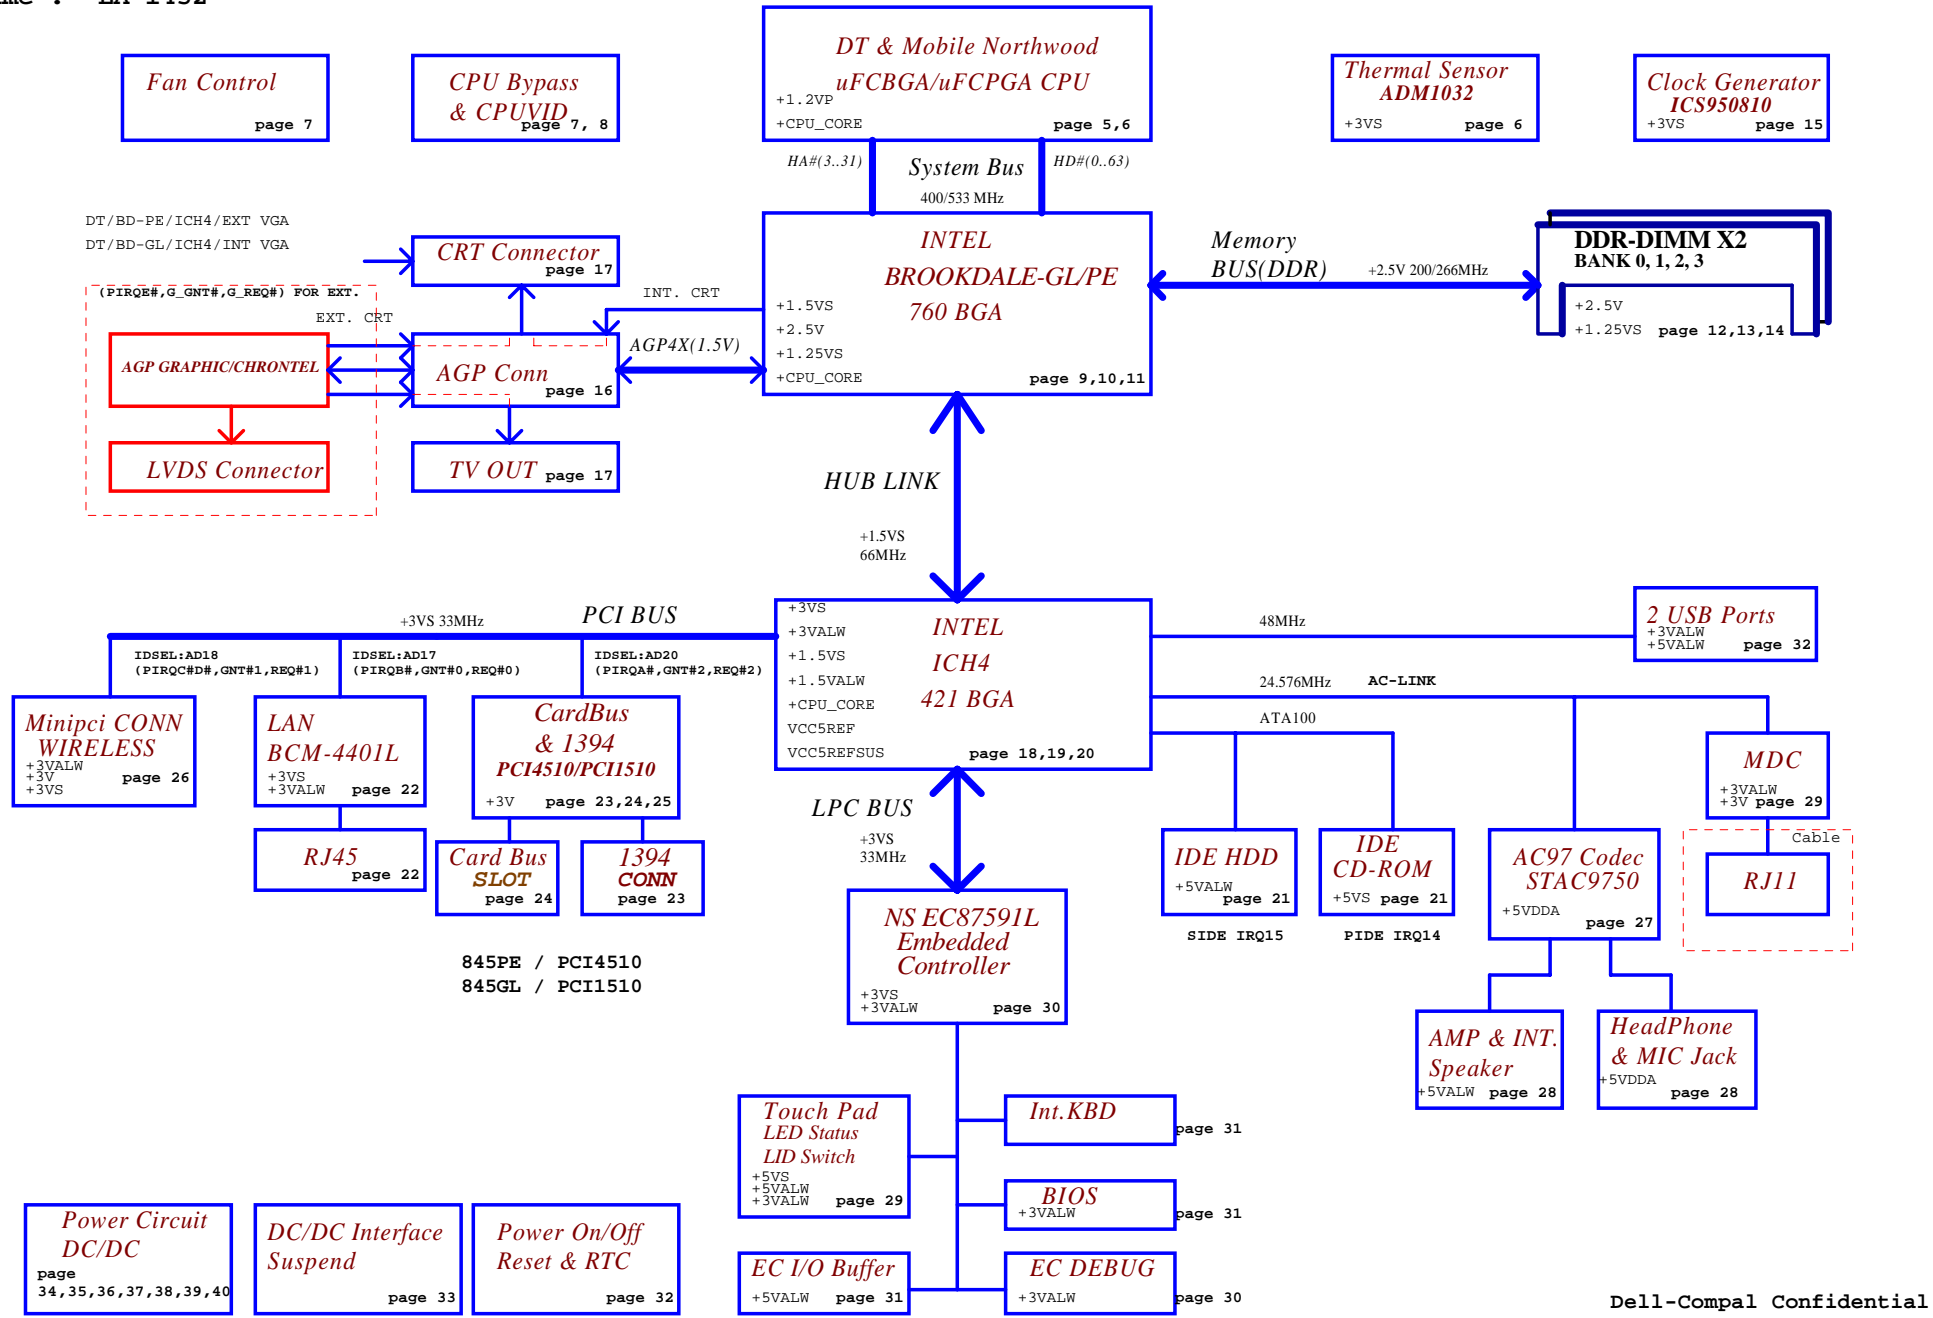 LA-1452
Fan Control
page 7
CPU Bypass
& CPUVID
page 7, 8
DT & Mobile Northwood
uFCBGA/uFCPGA CPU
+1.2VP
+CPU_CORE
page 5,6
Thermal Sensor
ADM1032
+3VS
page 6
Clock Generator
ICS950810
+3VS
page 15
HA#(3..31)
System Bus
HD#(0..63)
400/533 MHz
DT/BD-PE/ICH4/EXT VGA
DT/BD-GL/ICH4/INT VGA
CRT Connector
page 17
INTEL
BROOKDALE-GL/PE
760 BGA
+1.5VS
+2.5V
+1.25VS
+CPU_CORE
page 9,10,11
Memory
BUS(DDR)
+2.5V 200/266MHz
DDR-DIMM X2
BANK 0, 1, 2, 3
+2.5V
+1.25VS
page 12,13,14
(PIRQE#,G_GNT#,G_REQ#) FOR EXT.
INT. CRT
EXT. CRT
AGP GRAPHIC/CHRONTEL
AGP Conn
page 16
AGP4X(1.5V)
LVDS Connector
TV OUT
page 17
HUB LINK
+1.5VS
66MHz
+3VS 33MHz
PCI BUS
IDSEL:AD18
(PIRQC#D#,GNT#1,REQ#1)
IDSEL:AD17
(PIRQB#,GNT#0,REQ#0)
IDSEL:AD20
(PIRQA#,GNT#2,REQ#2)
+3VS
+3VALW
+1.5VS
+1.5VALW
+CPU_CORE
VCC5REF
VCC5REFSUS
INTEL
ICH4
421 BGA
page 18,19,20
48MHz
2 USB Ports
+3VALW
+5VALW
page 32
24.576MHz
AC-LINK
ATA100
Minipci CONN
WIRELESS
+3VALW
+3V
+3VS
page 26
LAN
BCM-4401L
+3VS
+3VALW
page 22
CardBus
& 1394
PCI4510/PCI1510
+3V
page 23,24,25
MDC
+3VALW
+3V
page 29
RJ45
page 22
Card Bus
SLOT
page 24
1394
CONN
page 23
LPC BUS
+3VS
33MHz
IDE HDD
+5VALW
page 21
IDE
CD-ROM
+5VS
page 21
AC97 Codec
STAC9750
+5VDDA
page 27
Cable
RJ11
SIDE IRQ15
PIDE IRQ14
845PE / PCI4510
845GL / PCI1510
NS EC87591L
Embedded
Controller
+3VS
+3VALW
page 30
AMP & INT.
Speaker
+5VALW
page 28
HeadPhone
& MIC Jack
+5VDDA
page 28
Touch Pad
LED Status
LID Switch
+5VS
+5VALW
+3VALW
page 29
Int.KBD
page 31
BIOS
+3VALW
page 31
Power Circuit
DC/DC
page
34,35,36,37,38,39,40
DC/DC Interface
Suspend
page 33
Power On/Off
Reset & RTC
page 32
EC I/O Buffer
+5VALW
page 31
EC DEBUG
+3VALW
page 30
Dell-Compal Confidential